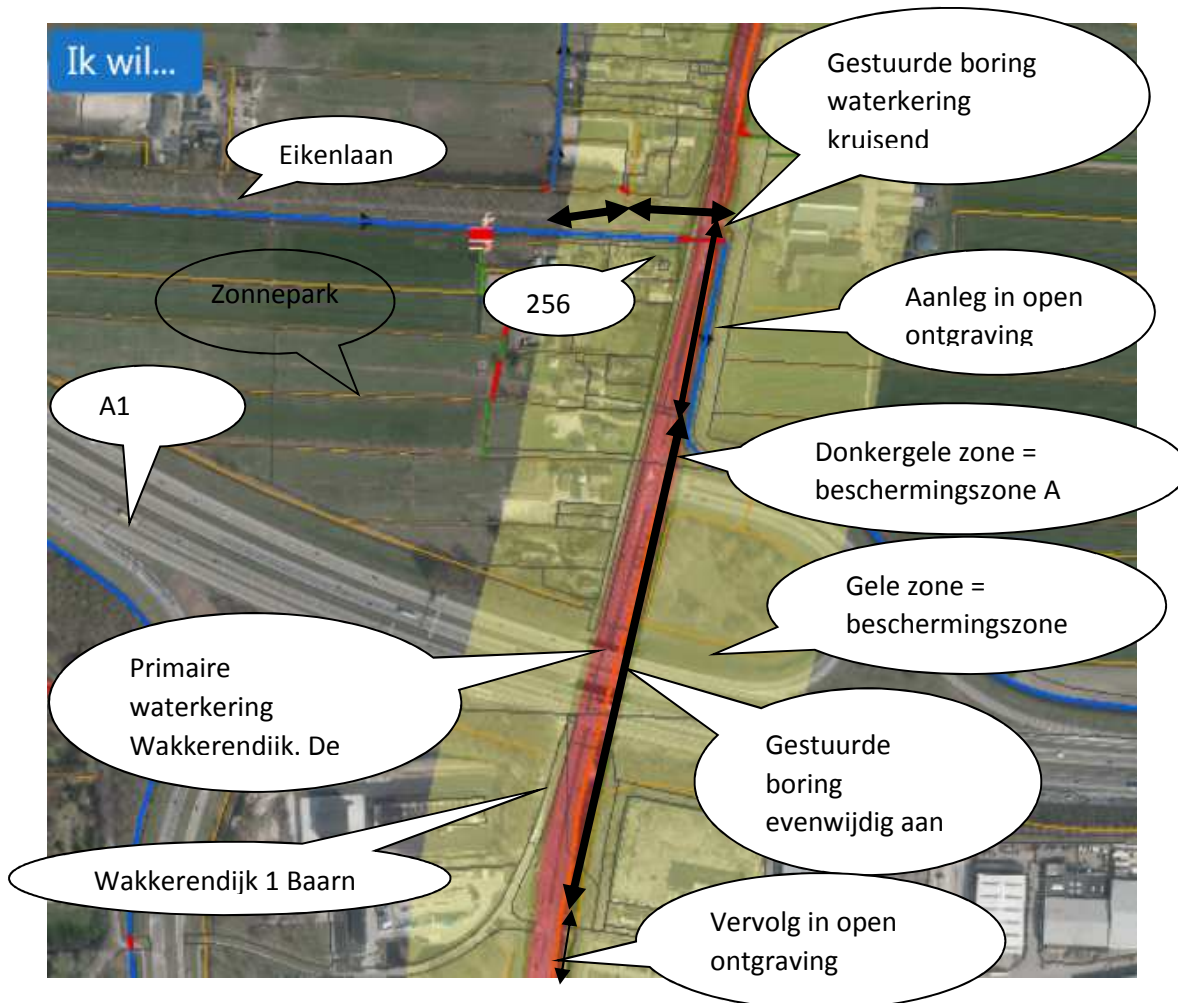 Ik wil...
Gestuurde boring
waterkering
kruisend
Eikenlaan
Zonnepark
256
Aanleg in open
ontgraving
A1
Donkergele zone =
beschermingszone A
Gele zone =
beschermingszone
Primaire
waterkering
Wakkerendijk. De
Gestuurde
boring
evenwijdig aan
Wakkerendijk 1 Baarn
Vervolg in open
ontgraving